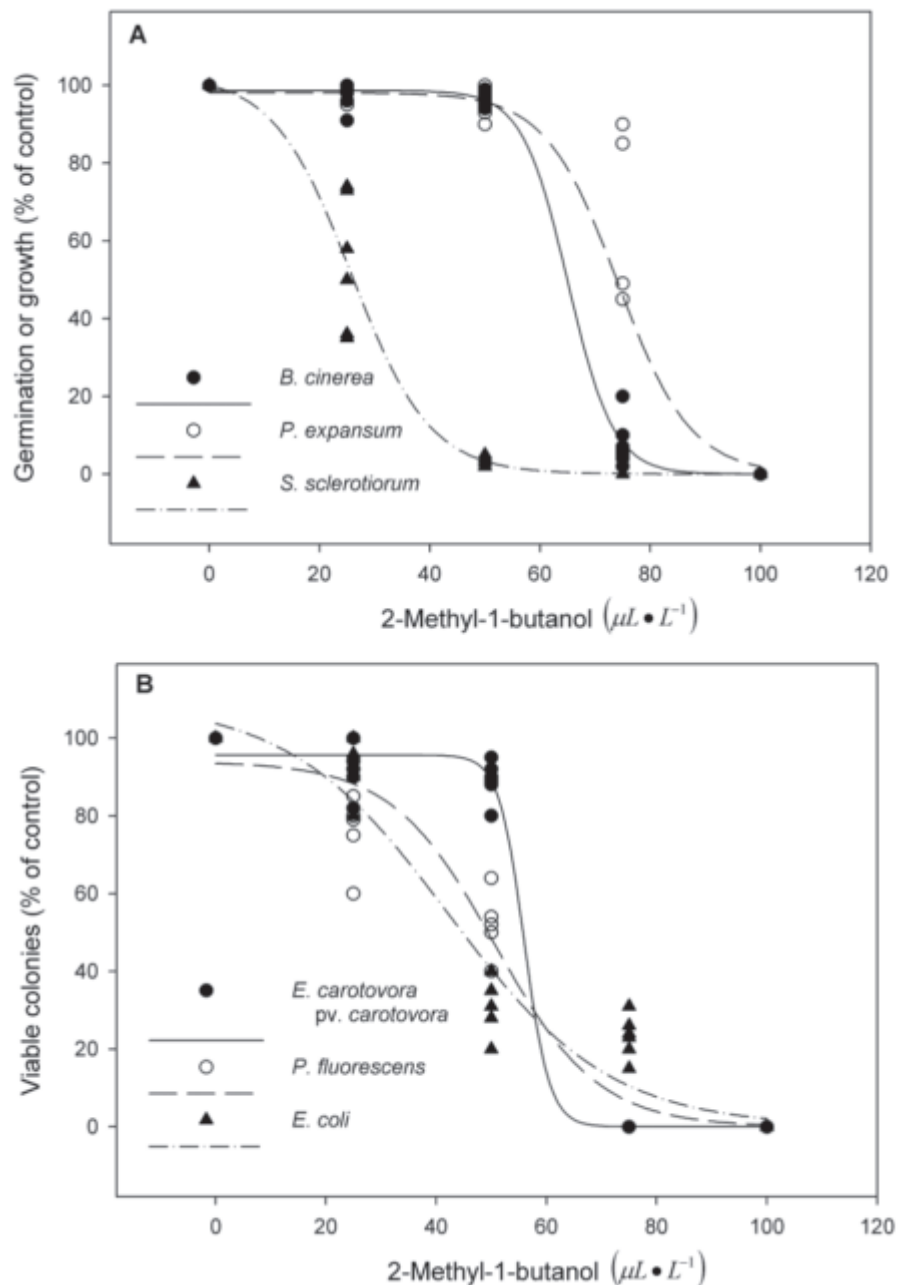 A
Germination or growth (% of control)
100
80
60
40
20
0
B. cinerea
P. expansum
S. sclerotiorum
0 20 40 60 80 100 120
2-Methyl-1-butanol (μL • L⁻¹)
B
Viable colonies (% of control)
100
80
60
40
20
0
E. carotovora
pv. carotovora
P. fluorescens
E. coli
0 20 40 60 80 100 120
2-Methyl-1-butanol (μL • L⁻¹)